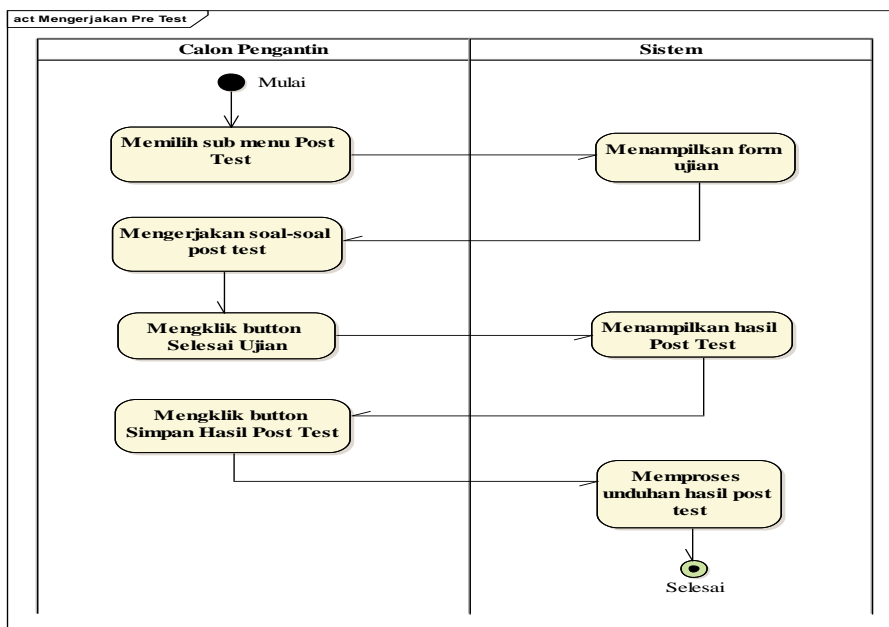 act Mengerjakan Pre Test
Calon Pengantin
Sistem
Mulai
Memilih sub menu Post
Test
Menampilkan form
ujian
Mengerjakan soal-soal
post test
Mengklik button
Selesai Ujian
Menampilkan hasil
Post Test
Mengklik button
Simpan Hasil Post Test
Memproses
unduhan hasil post
test
Selesai